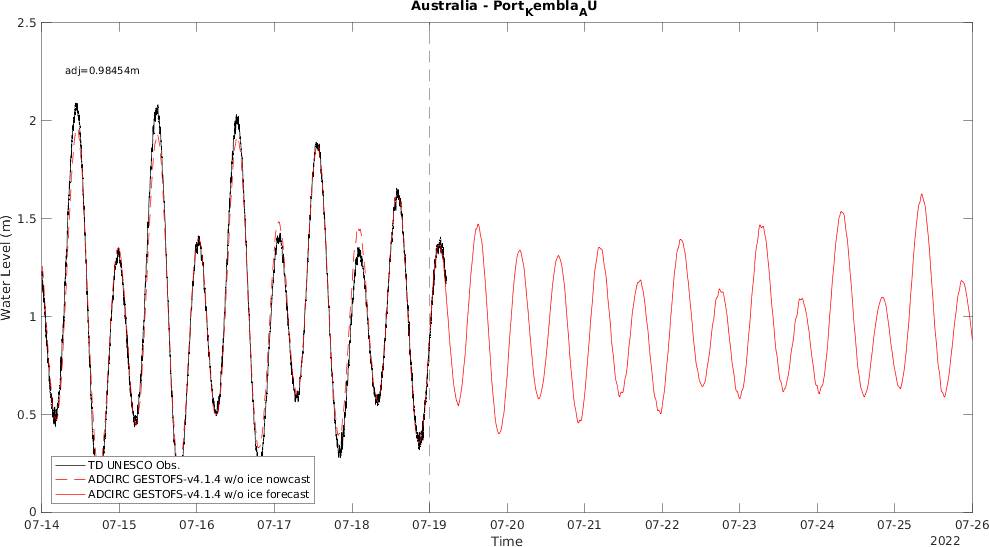 Australia - PortKemblaAU
adj=0.98454m
2.5
2
1.5
1
0.5
0
Water Level (m)
TD UNESCO Obs.
ADCIRC GESTOFS-v4.1.4 w/o ice nowcast
ADCIRC GESTOFS-v4.1.4 w/o ice forecast
07-14 07-15 07-16 07-17 07-18 07-19 07-20 07-21 07-22 07-23 07-24 07-25 07-26
Time
2022